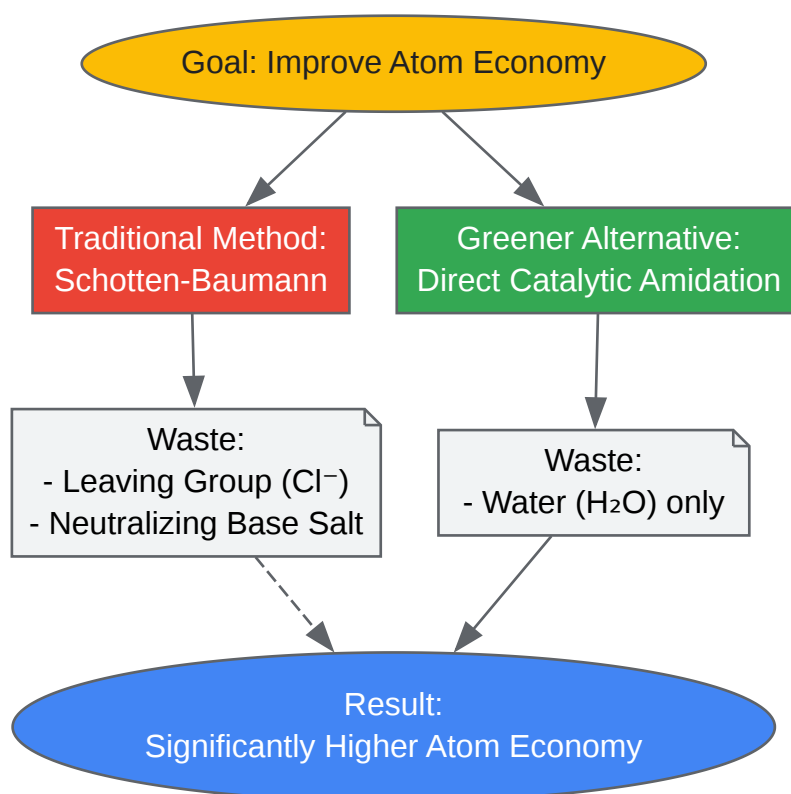 Goal: Improve Atom Economy
Traditional Method:
Schotten-Baumann
Greener Alternative:
Direct Catalytic Amidation
Waste:
- Leaving Group (Cl⁻)
- Neutralizing Base Salt
Waste:
- Water (H₂O) only
Result:
Significantly Higher Atom Economy